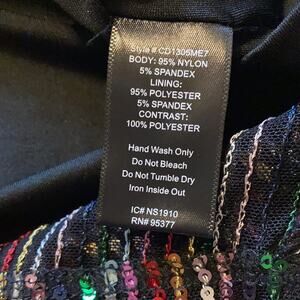 Style # CD1305ME7
BODY: 95% NYLON
5% SPANDEX
LINING:
95% POLYESTER
5% SPANDEX
CONTRAST:
100% POLYESTER
Hand Wash Only
Do Not Bleach
Do Not Tumble Dry
Iron Inside Out
IC# NS1910
RN# 95377